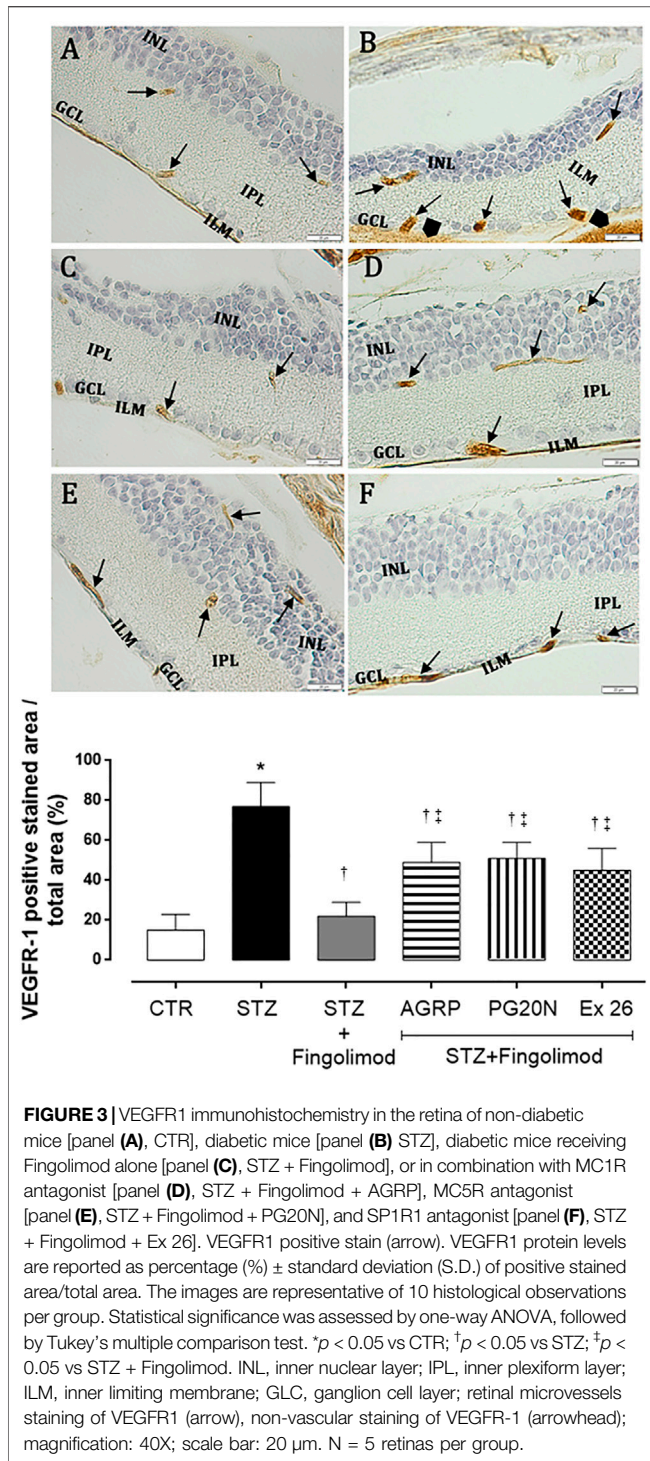 A
INL
GCL
IPL
ILM
B
INL
ILM
GCL
C
INL
IPL
GCL
ILM
D
INL
IPL
GCL
ILM
E
INL
ILM
IPL
GCL
F
INL
IPL
GCL
ILM
VEGFR-1 positive stained area /
total area (%)
100
80
60
40
20
0
*
†
† ‡
† ‡
† ‡
CTR
STZ
STZ
+
Fingolimod
AGRP
PG20N
Ex 26
STZ+Fingolimod
FIGURE 3 | VEGFR1 immunohistochemistry in the retina of non-diabetic
mice [panel (A), CTR], diabetic mice [panel (B) STZ], diabetic mice receiving
Fingolimod alone [panel (C), STZ + Fingolimod], or in combination with MC1R
antagonist [panel (D), STZ + Fingolimod + AGRP], MC5R antagonist
[panel (E), STZ + Fingolimod + PG20N], and SP1R1 antagonist [panel (F), STZ
+ Fingolimod + Ex 26]. VEGFR1 positive stain (arrow). VEGFR1 protein levels
are reported as percentage (%) ± standard deviation (S.D.) of positive stained
area/total area. The images are representative of 10 histological observations
per group. Statistical significance was assessed by one-way ANOVA, followed
by Tukey's multiple comparison test. *p < 0.05 vs CTR; †p < 0.05 vs STZ; ‡p <
0.05 vs STZ + Fingolimod. INL, inner nuclear layer; IPL, inner plexiform layer;
ILM, inner limiting membrane; GLC, ganglion cell layer; retinal microvessels
staining of VEGFR1 (arrow), non-vascular staining of VEGFR-1 (arrowhead);
magnification: 40X; scale bar: 20 µm. N = 5 retinas per group.